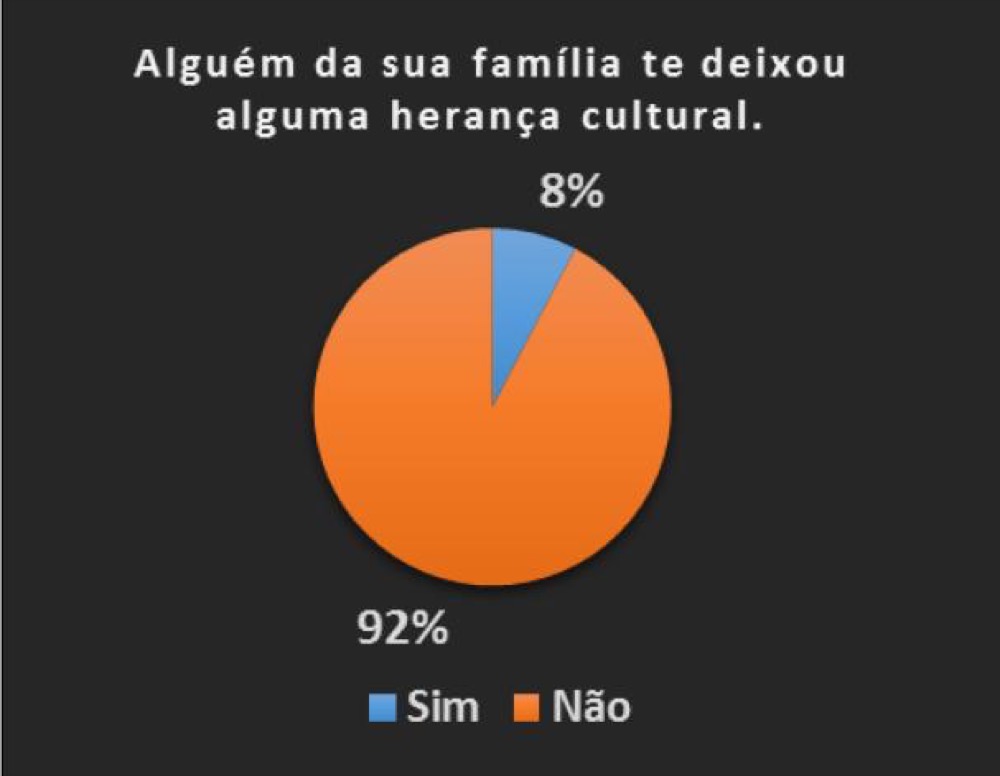 Alguém da sua família te deixou
alguma herança cultural.
8%
92%
Sim Não